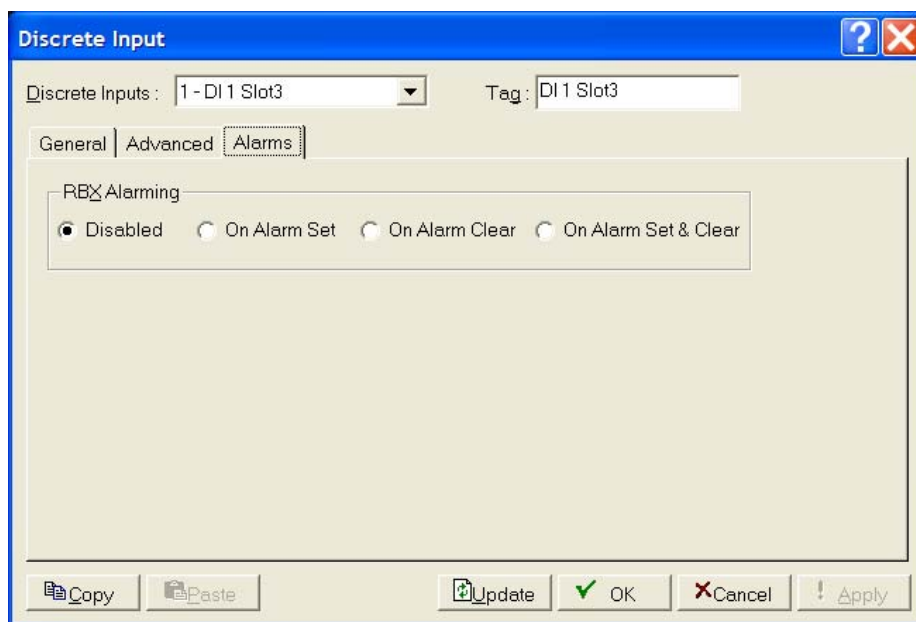 Discrete Input
Discrete Inputs : 1 - DI 1 Slot3 Tag : DI 1 Slot3
General Advanced Alarms
RBX Alarming
Disabled On Alarm Set On Alarm Clear On Alarm Set & Clear
Copy Paste Update OK Cancel ! Apply